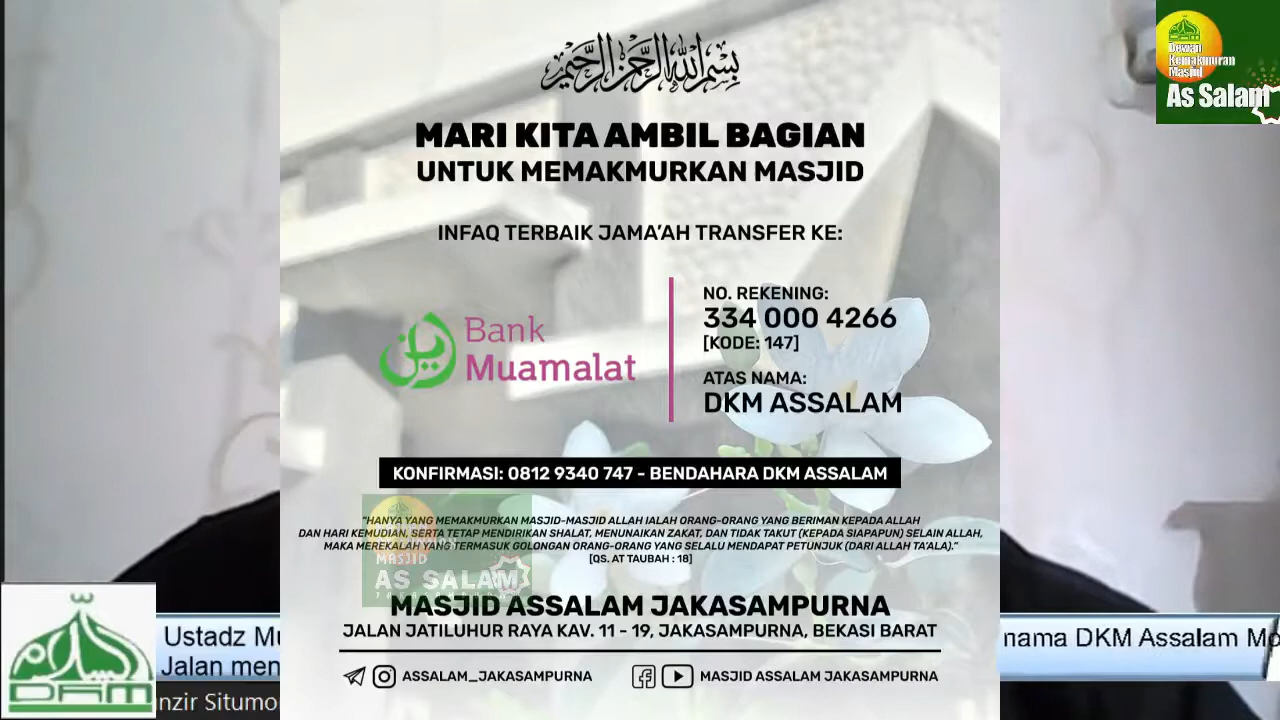 بسم الله الرحمن الرحيم
MARI KITA AMBIL BAGIAN
UNTUK MEMAKMURKAN MASJID
INFAQ TERBAIK JAMA'AH TRANSFER KE:
Bank
Muamalat
NO. REKENING:
334 000 4266
[KODE: 147]
ATAS NAMA:
DKM ASSALAM
KONFIRMASI: 0812 9340 747 - BENDAHARA DKM ASSALAM
"HANYA YANG MEMAKMURKAN MASJID-MASJID ALLAH IALAH ORANG-ORANG YANG BERIMAN KEPADA ALLAH
DAN HARI KEMUDIAN, SERTA TETAP MENDIRIKAN SHALAT, MENUNAIKAN ZAKAT, DAN TIDAK TAKUT (KEPADA SIAPAPUN) SELAIN ALLAH,
MAKA MEREKALAH YANG TERMASUK GOLONGAN ORANG-ORANG YANG SELALU MENDAPAT PETUNJUK (DARI ALLAH TA'ALA)."
[QS. AT TAUBAH : 18]
MASJID
AS SALAM
JAKASAMPURNA
MASJID ASSALAM JAKASAMPURNA
JALAN JATILUHUR RAYA KAV. 11 - 19, JAKASAMPURNA, BEKASI BARAT
ASSALAM_JAKASAMPURNA
MASJID ASSALAM JAKASAMPURNA
Dewan
Kemakmuran
Masjid
As Salam
DKM
Ustadz Mu
Jalan men
nzir Situmo
nama DKM Assalam Mo